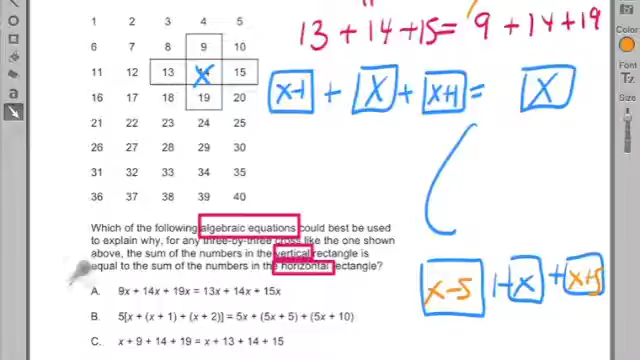 13 + 14 + 15 = 9 + 14 + 19
1 2 3 4 5
6 7 8 9 10
11 12 13 X 15
16 17 18 19 20
21 22 23 24 25
26 27 28 29 30
31 32 33 34 35
36 37 38 39 40
x-1 + x + x+1 = x
x-5 + x + x+5
Which of the following algebraic equations could best be used
to explain why, for any three-by-three cross like the one shown
above, the sum of the numbers in the vertical rectangle is
equal to the sum of the numbers in the horizontal rectangle?
A. 9x + 14x + 19x = 13x + 14x + 15x
B. 5[x + (x + 1) + (x + 2)] = 5x + (5x + 5) + (5x + 10)
C. x + 9 + 14 + 19 = x + 13 + 14 + 15
Color
Font
Tz
Size